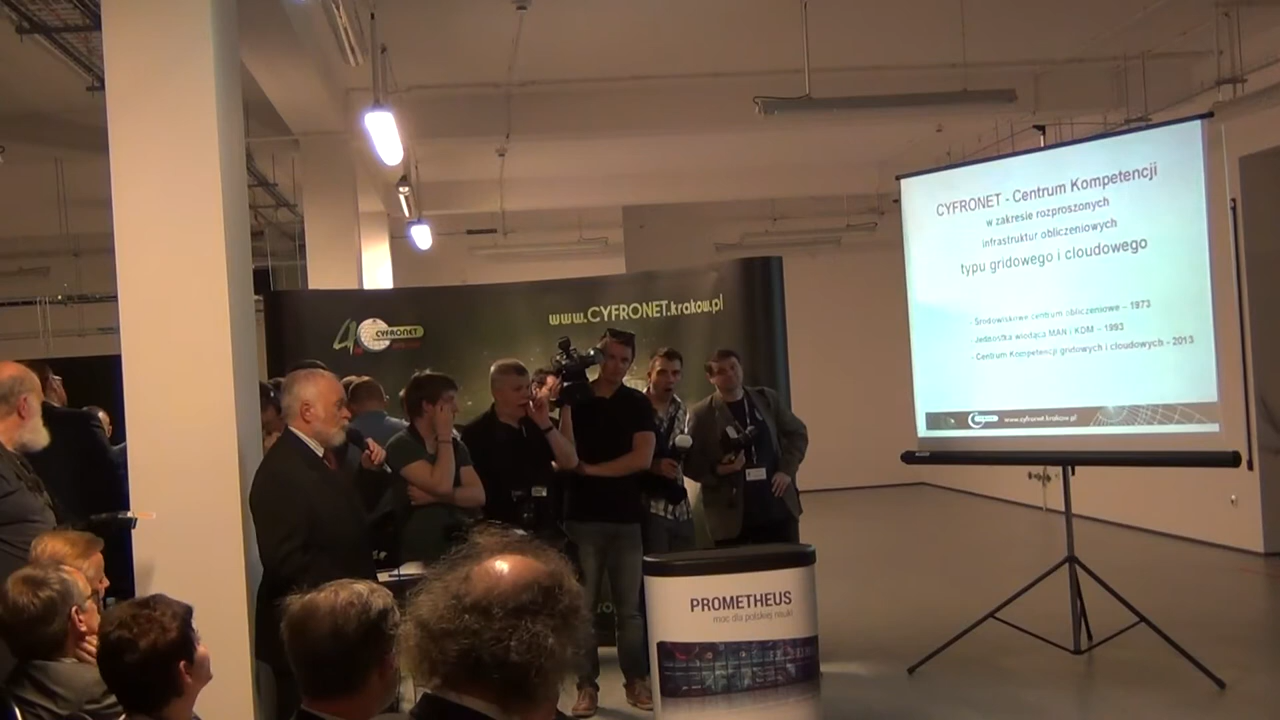 CYFRONET - Centrum Kompetencji
w zakresie rozproszonych
infrastruktur obliczeniowych
typu gridowego i cloudowego
- Środowiskowe centrum obliczeniowe – 1973
- Jednostka wiodąca MAN i KDM – 1993
- Centrum Kompetencji gridowych i cloudowych - 2013
www.cyfronet.krakow.pl
www.CYFRONET.krakow.pl
CYFRONET
PROMETHEUS
moc dla polskiej nauki